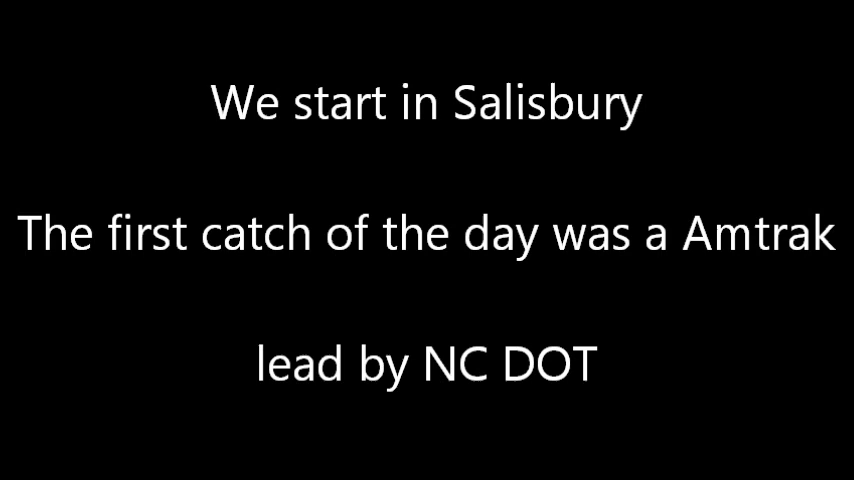 We start in Salisbury
The first catch of the day was a Amtrak
lead by NC DOT